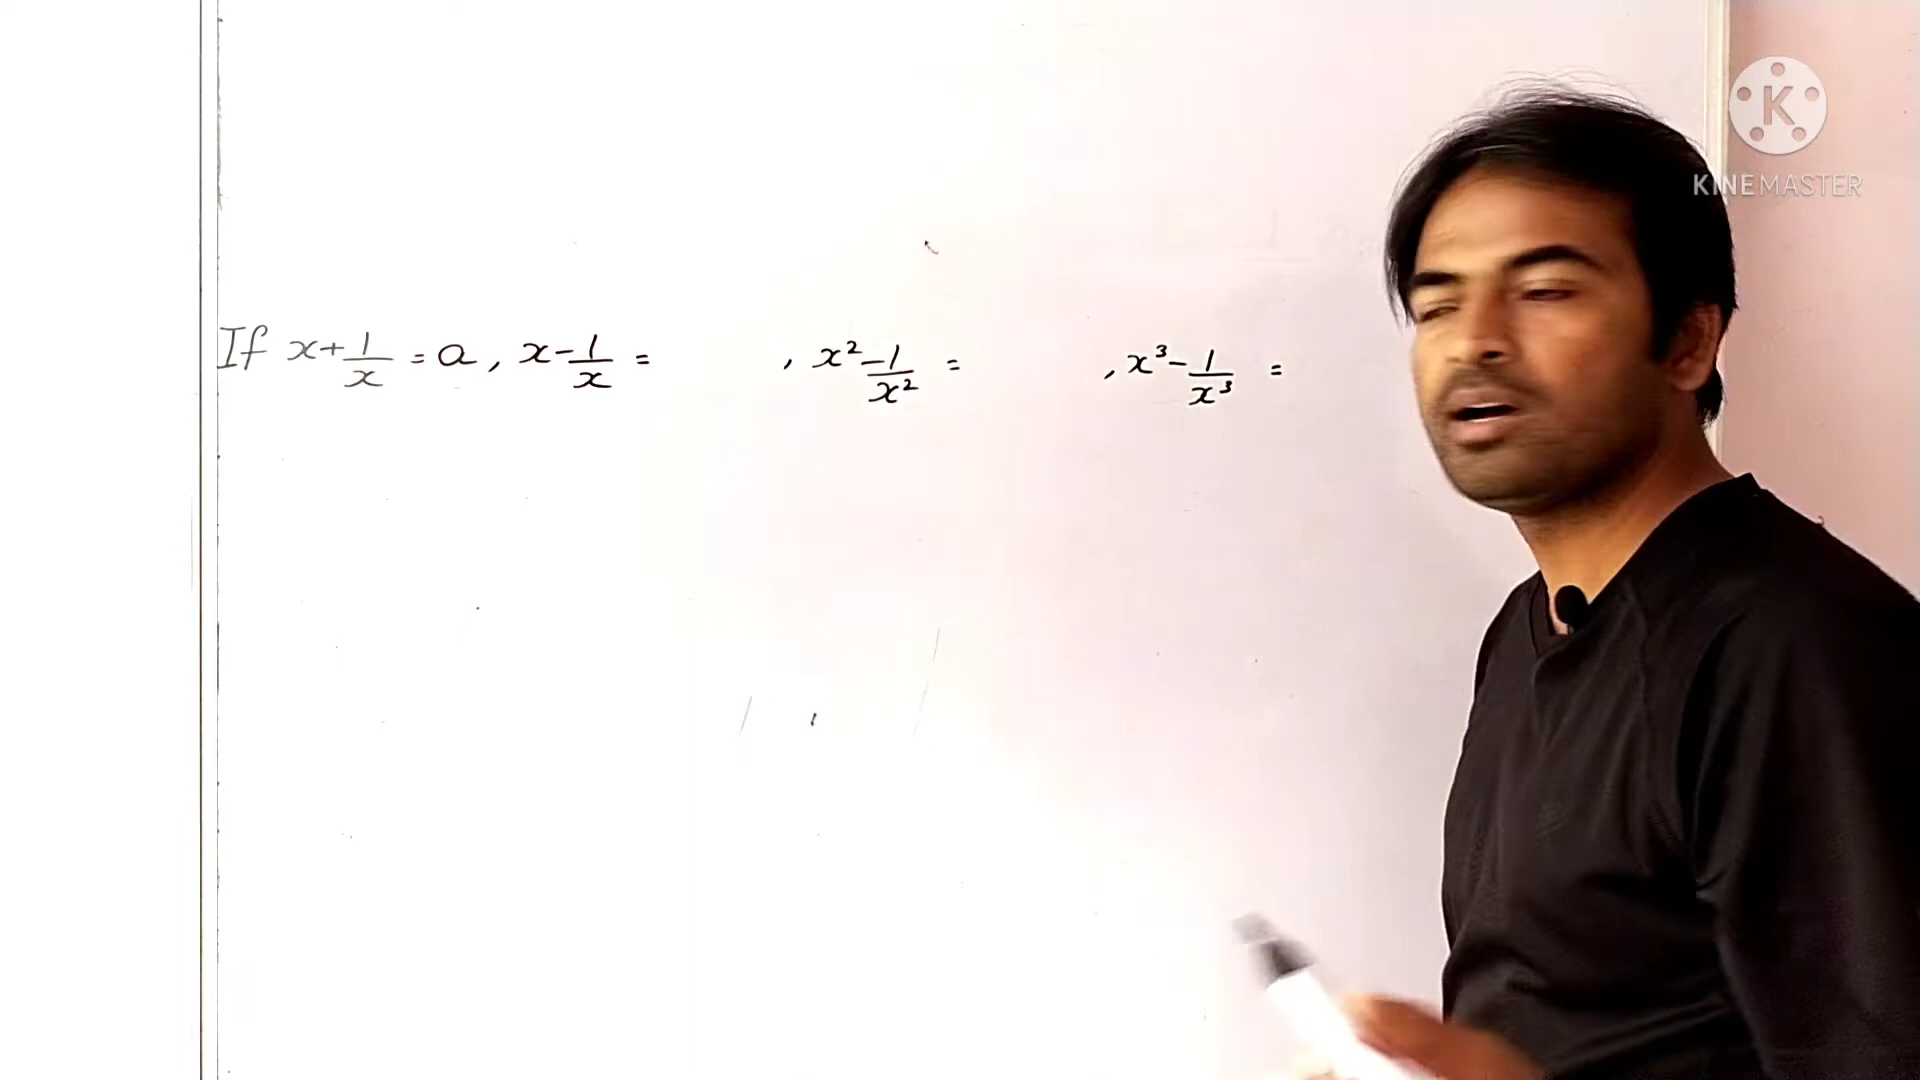 K
KINEMASTER
If x+1/x = a, x-1/x = , x²-1/x² = , x³-1/x³ =